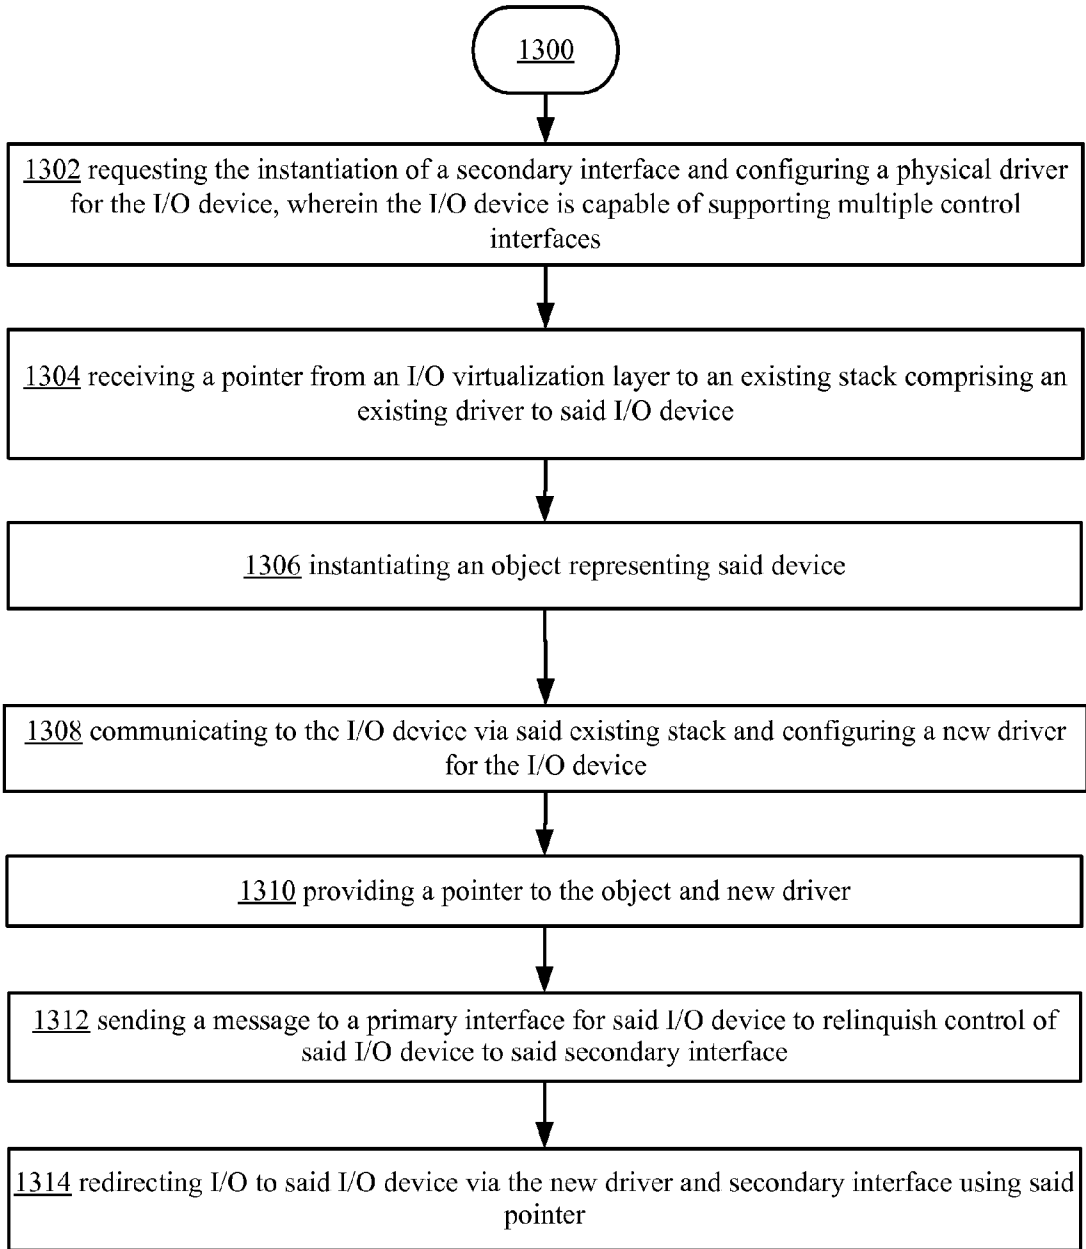 1300
1302 requesting the instantiation of a secondary interface and configuring a physical driver
for the I/O device, wherein the I/O device is capable of supporting multiple control
interfaces
1304 receiving a pointer from an I/O virtualization layer to an existing stack comprising an
existing driver to said I/O device
1306 instantiating an object representing said device
1308 communicating to the I/O device via said existing stack and configuring a new driver
for the I/O device
1310 providing a pointer to the object and new driver
1312 sending a message to a primary interface for said I/O device to relinquish control of
said I/O device to said secondary interface
1314 redirecting I/O to said I/O device via the new driver and secondary interface using said
pointer